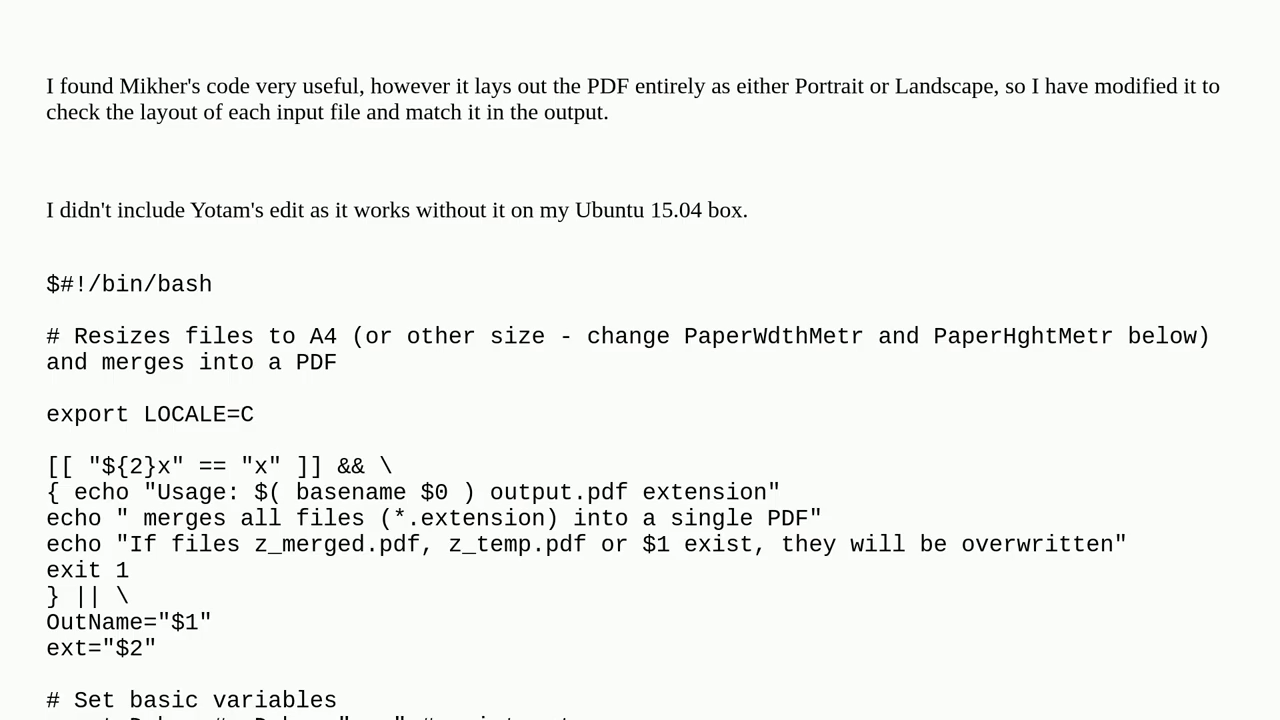 I found Mikher's code very useful, however it lays out the PDF entirely as either Portrait or Landscape, so I have modified it to
check the layout of each input file and match it in the output.
I didn't include Yotam's edit as it works without it on my Ubuntu 15.04 box.
$#!/bin/bash
# Resizes files to A4 (or other size - change PaperWdthMetr and PaperHghtMetr below)
and merges into a PDF
export LOCALE=C
[[ "${2}x" == "x" ]] && \
{ echo "Usage: $( basename $0 ) output.pdf extension"
echo " merges all files (*.extension) into a single PDF"
echo "If files z_merged.pdf, z_temp.pdf or $1 exist, they will be overwritten"
exit 1
} || \
OutName="$1"
ext="$2"
# Set basic variables